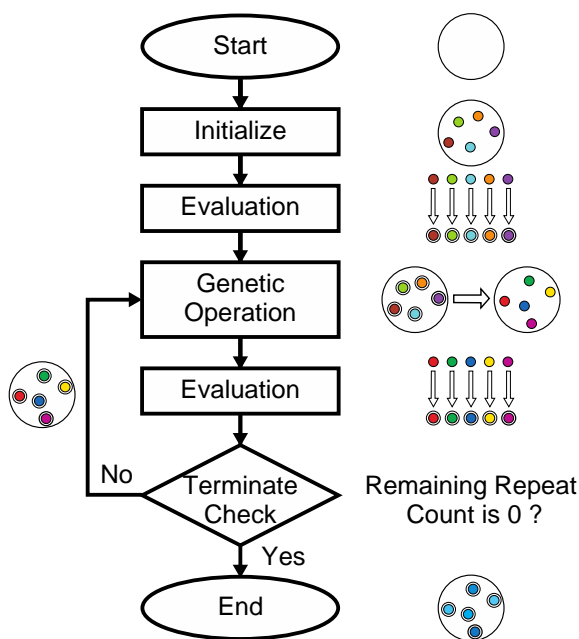 Start
Initialize
Evaluation
Genetic
Operation
Evaluation
No
Terminate
Check
Remaining Repeat
Count is 0 ?
Yes
End